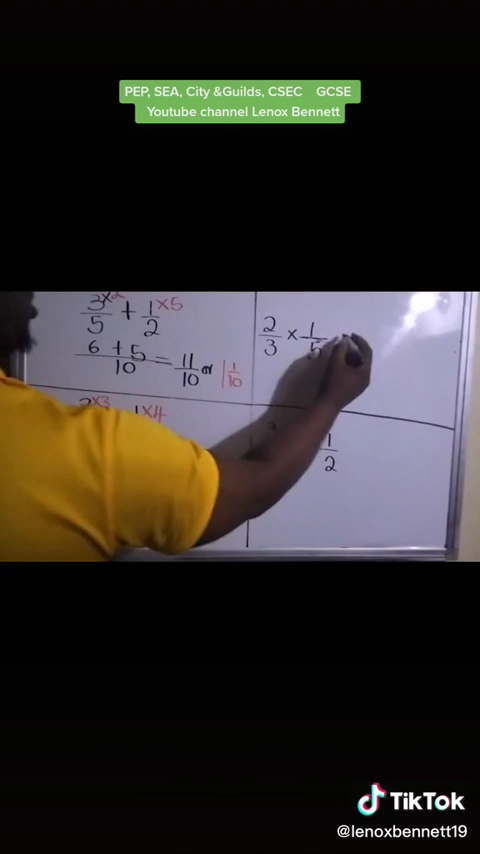 PEP, SEA, City &Guilds, CSEC GCSE
Youtube channel Lenox Bennett
3/5 ×2 + 1/2 ×5
6 + 5/10 = 11/10 or 1 1/10
2/3 × 1/5
×3 1 ×4
1/2
TikTok
@lenoxbennett19